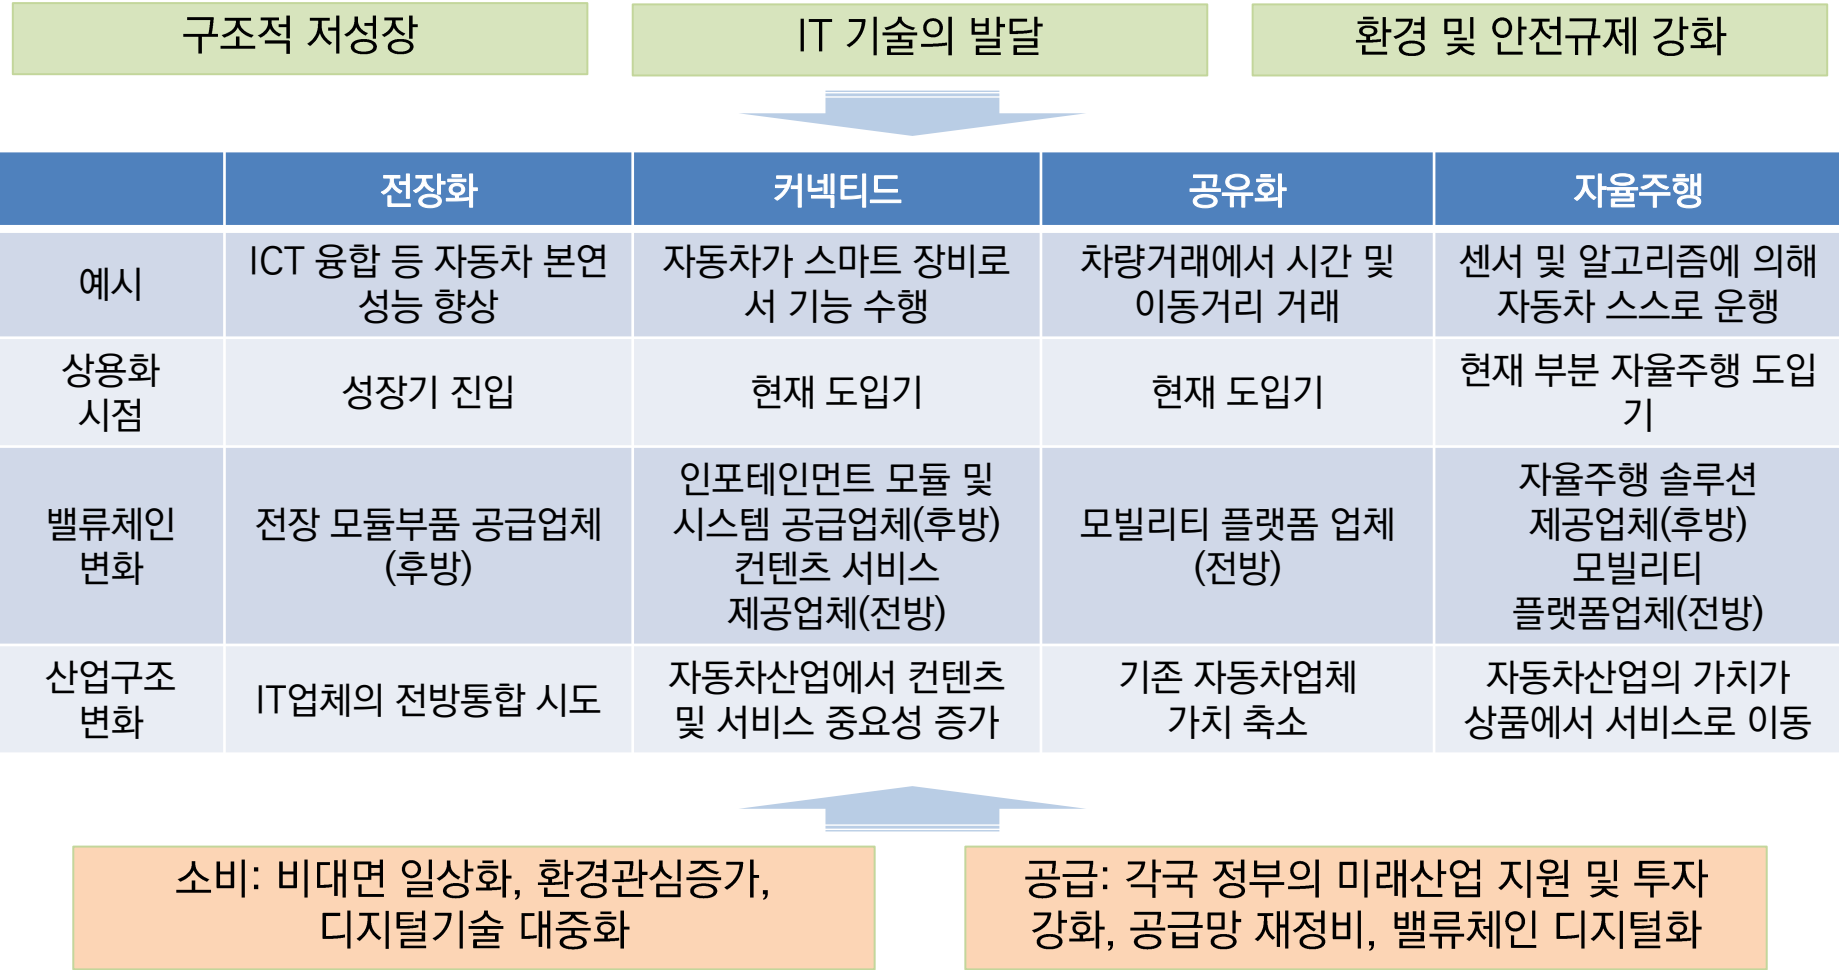 구조적 저성장
IT 기술의 발달
환경 및 안전규제 강화
전장화
커넥티드
공유화
자율주행
예시
ICT 융합 등 자동차 본연
성능 향상
자동차가 스마트 장비로
서 기능 수행
차량거래에서 시간 및
이동거리 거래
센서 및 알고리즘에 의해
자동차 스스로 운행
상용화
시점
성장기 진입
현재 도입기
현재 도입기
현재 부분 자율주행 도입
기
밸류체인
변화
전장 모듈부품 공급업체
(후방)
인포테인먼트 모듈 및
시스템 공급업체(후방)
컨텐츠 서비스
제공업체(전방)
모빌리티 플랫폼 업체
(전방)
자율주행 솔루션
제공업체(후방)
모빌리티
플랫폼업체(전방)
산업구조
변화
IT업체의 전방통합 시도
자동차산업에서 컨텐츠
및 서비스 중요성 증가
기존 자동차업체
가치 축소
자동차산업의 가치가
상품에서 서비스로 이동
소비: 비대면 일상화, 환경관심증가,
디지털기술 대중화
공급: 각국 정부의 미래산업 지원 및 투자
강화, 공급망 재정비, 밸류체인 디지털화